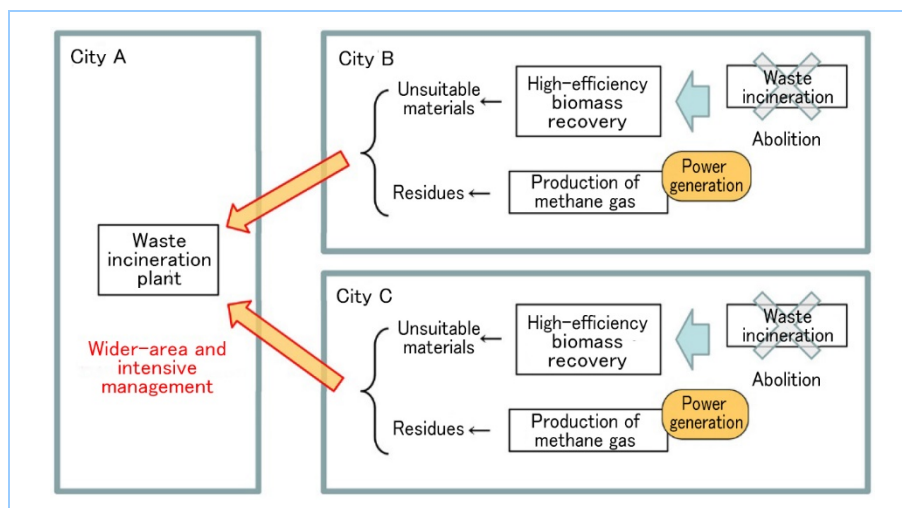 City A
Waste
incineration
plant
Wider-area and
intensive
management
City B
Unsuitable
materials
←
High-efficiency
biomass
recovery
Waste
incineration
Abolition
Residues ←
Production of
methane gas
Power
generation
City C
Unsuitable
materials
←
High-efficiency
biomass
recovery
Waste
incineration
Abolition
Residues ←
Production of
methane gas
Power
generation